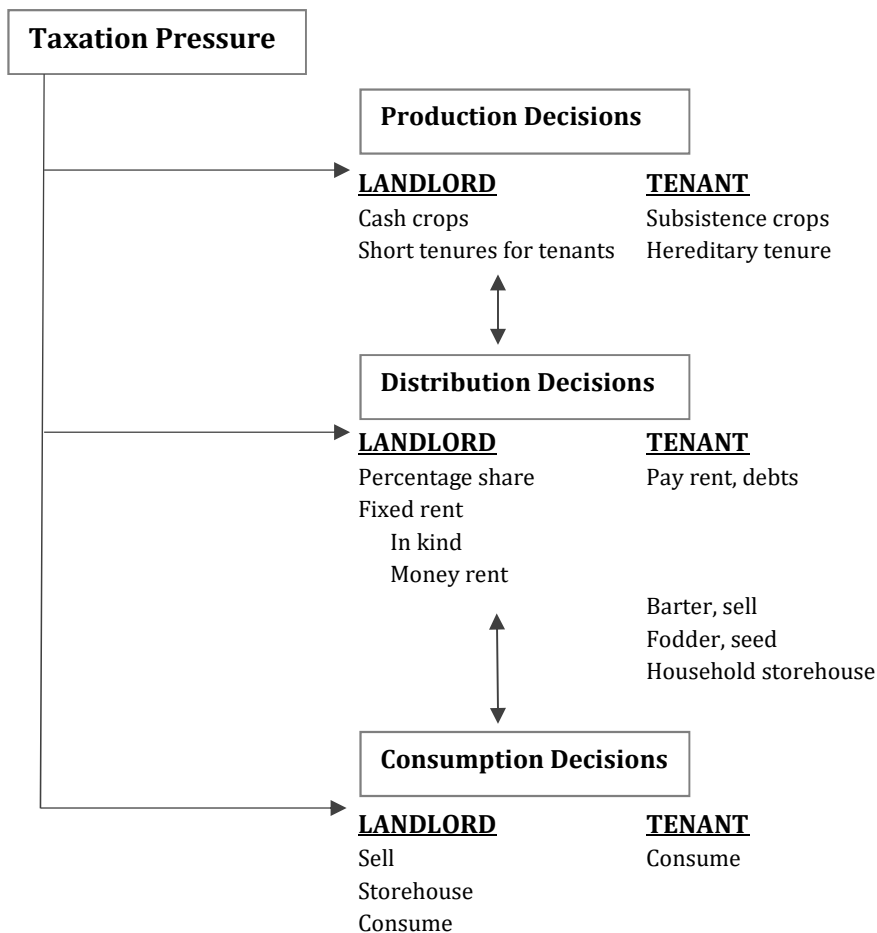 Taxation Pressure
Production Decisions
LANDLORD TENANT
Cash crops Subsistence crops
Short tenures for tenants Hereditary tenure
Distribution Decisions
LANDLORD TENANT
Percentage share Pay rent, debts
Fixed rent
In kind
Money rent
Barter, sell
Fodder, seed
Household storehouse
Consumption Decisions
LANDLORD TENANT
Sell Consume
Storehouse
Consume